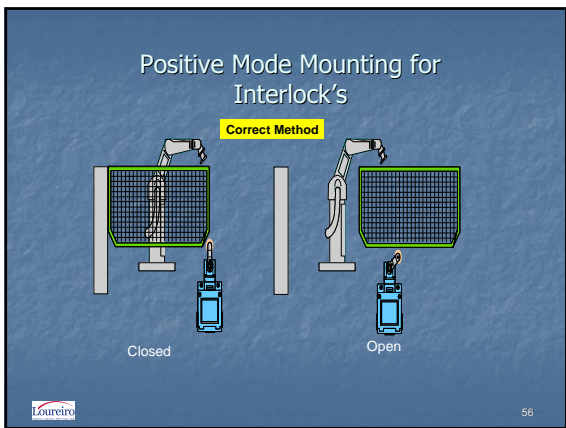 Positive Mode Mounting for
Interlock's
Correct Method
Closed
Open
Loureiro
56